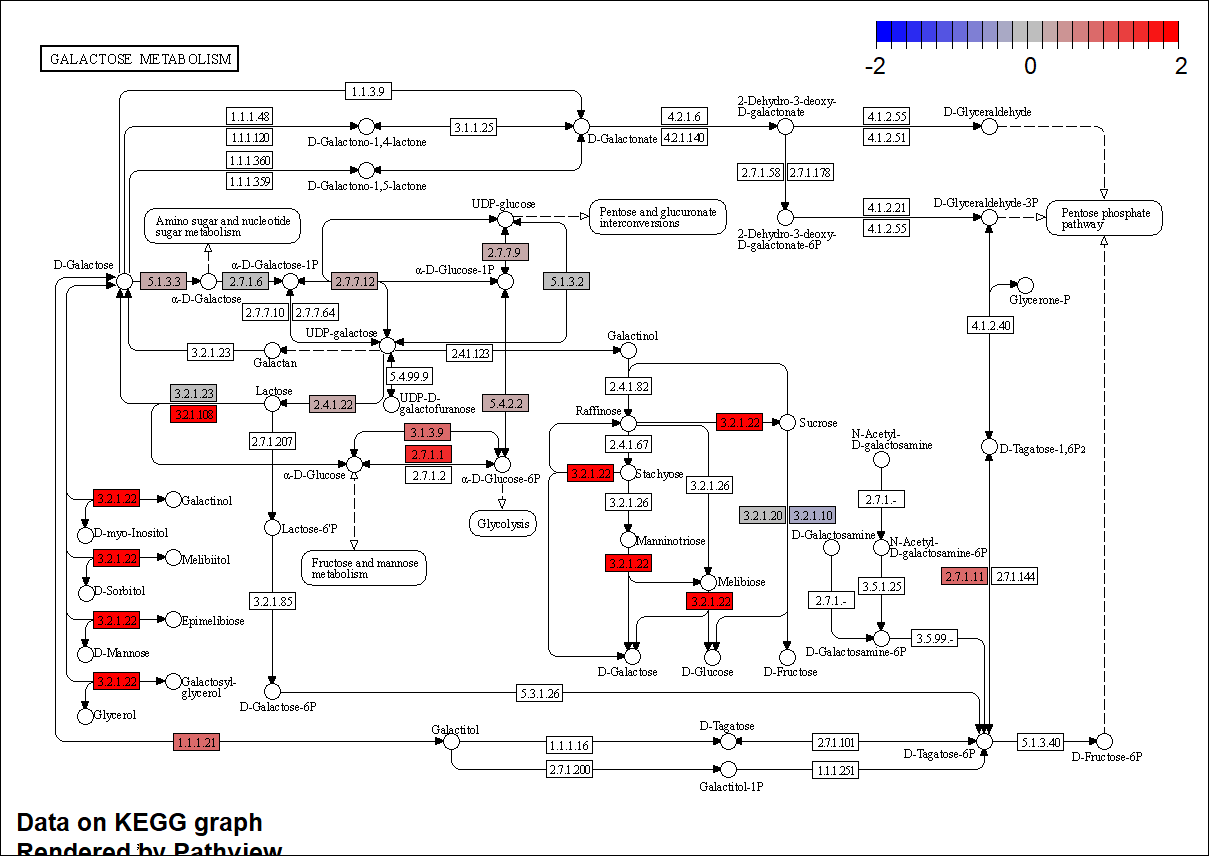 GALACTOSE METABOLISM
-2 0 2
1.1.3.9
1.1.1.48
1.1.1.120
D-Galactono-1,4-lactone
3.1.1.25
D-Galactonate
4.2.1.6
4.2.1.140
2-Dehydro-3-deoxy-
D-galactonate
4.1.2.55
4.1.2.51
D-Glyceraldehyde
1.1.1.360
1.1.1.359
D-Galactono-1,5-lactone
2.7.1.58
2.7.1.178
Amino sugar and nucleotide
sugar metabolism
UDP-glucose
Pentose and glucuronate
interconversions
4.1.2.21
4.1.2.55
2-Dehydro-3-deoxy-
D-galactonate-6P
D-Glyceraldehyde-3P
Pentose phosphate
pathway
2.7.7.9
D-Galactose
5.1.3.3
α-D-Galactose
2.7.1.6
α-D-Galactose-1P
2.7.7.12
α-D-Glucose-1P
5.1.3.2
Glycerone-P
2.7.7.10
2.7.7.64
4.1.2.40
UDP-galactose
3.2.1.23
Galactan
2.4.1.123
Galactinol
5.4.99.9
2.4.1.82
3.2.1.23
3.2.1.108
Lactose
2.4.1.22
UDP-D-
galactofuranose
5.4.2.2
Raffinose
3.2.1.22
Sucrose
2.7.1.207
3.1.3.9
2.7.1.1
2.7.1.2
α-D-Glucose
α-D-Glucose-6P
2.4.1.67
3.2.1.22
Stachyose
3.2.1.26
3.2.1.26
N-Acetyl-
D-galactosamine
D-Tagatose-1,6P2
3.2.1.22
Galactinol
D-myo-Inositol
Lactose-6'P
Glycolysis
3.2.1.20
3.2.1.10
2.7.1.-
Manninotriose
D-Galactosamine
N-Acetyl-
D-galactosamine-6P
3.2.1.22
Melibiitol
D-Sorbitol
Fructose and mannose
metabolism
3.2.1.22
Melibiose
3.2.1.22
2.7.1.11
2.7.1.144
3.5.1.25
2.7.1.-
3.2.1.85
3.2.1.22
Epimelibiose
D-Mannose
D-Galactosamine-6P
3.5.99.-
D-Galactose
D-Glucose
D-Fructose
3.2.1.22
Galactosyl-
glycerol
Glycerol
D-Galactose-6P
5.3.1.26
1.1.1.21
Galactitol
1.1.1.16
D-Tagatose
2.7.1.101
D-Tagatose-6P
5.1.3.40
D-Fructose-6P
2.7.1.200
Galactitol-1P
1.1.1.251
Data on KEGG graph
Rendered by Pathview